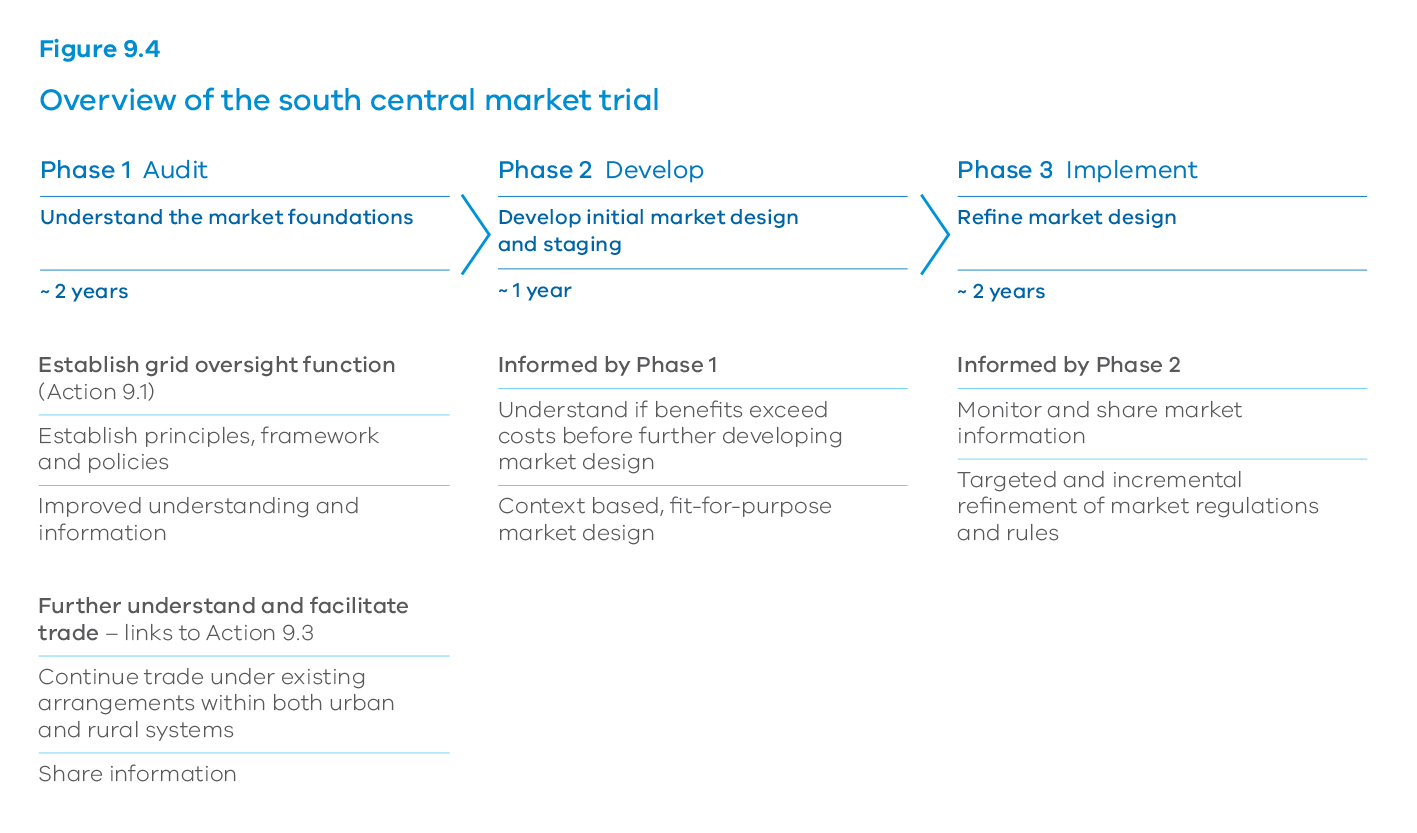 Figure 9.4
Overview of the south central market trial
Phase 1 Audit
Understand the market foundations
~ 2 years
Establish grid oversight function
(Action 9.1)
Establish principles, framework
and policies
Improved understanding and
information
Further understand and facilitate
trade – links to Action 9.3
Continue trade under existing
arrangements within both urban
and rural systems
Share information
Phase 2 Develop
Develop initial market design
and staging
~ 1 year
Informed by Phase 1
Understand if benefits exceed
costs before further developing
market design
Context based, fit-for-purpose
market design
Phase 3 Implement
Refine market design
~ 2 years
Informed by Phase 2
Monitor and share market
information
Targeted and incremental
refinement of market regulations
and rules